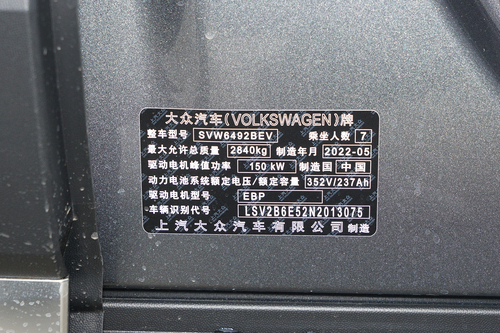 大众汽车(VOLKSWAGEN)牌
整车型号 SVW6492BEV 乘坐人数 7
最大允许总质量 2640kg 制造年月 2022-05
驱动电机峰值功率 150kW 制造国 中国
动力电池系统额定电压/额定容量 352V/237Ah
驱动电机型号 EBP
车辆识别代号 LSV2B6E52N2013075
上汽大众汽车有限公司 制造